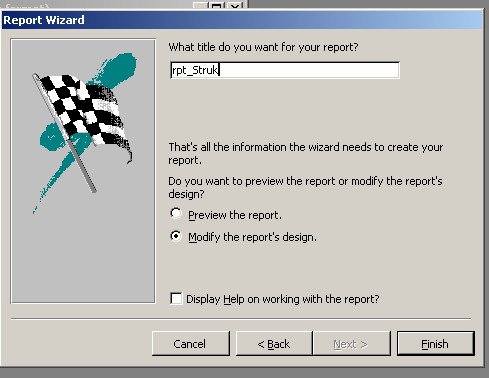 Report Wizard
What title do you want for your report?
rpt_Struk
That's all the information the wizard needs to create your
report.
Do you want to preview the report or modify the report's
design?
Preview the report.
Modify the report's design.
Display Help on working with the report?
Cancel
< Back
Next >
Finish